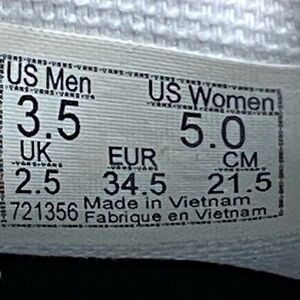 US Men US Women
3.5 5.0
UK EUR CM
2.5 34.5 21.5
721356 Made in Vietnam
Fabrique en Vietnam